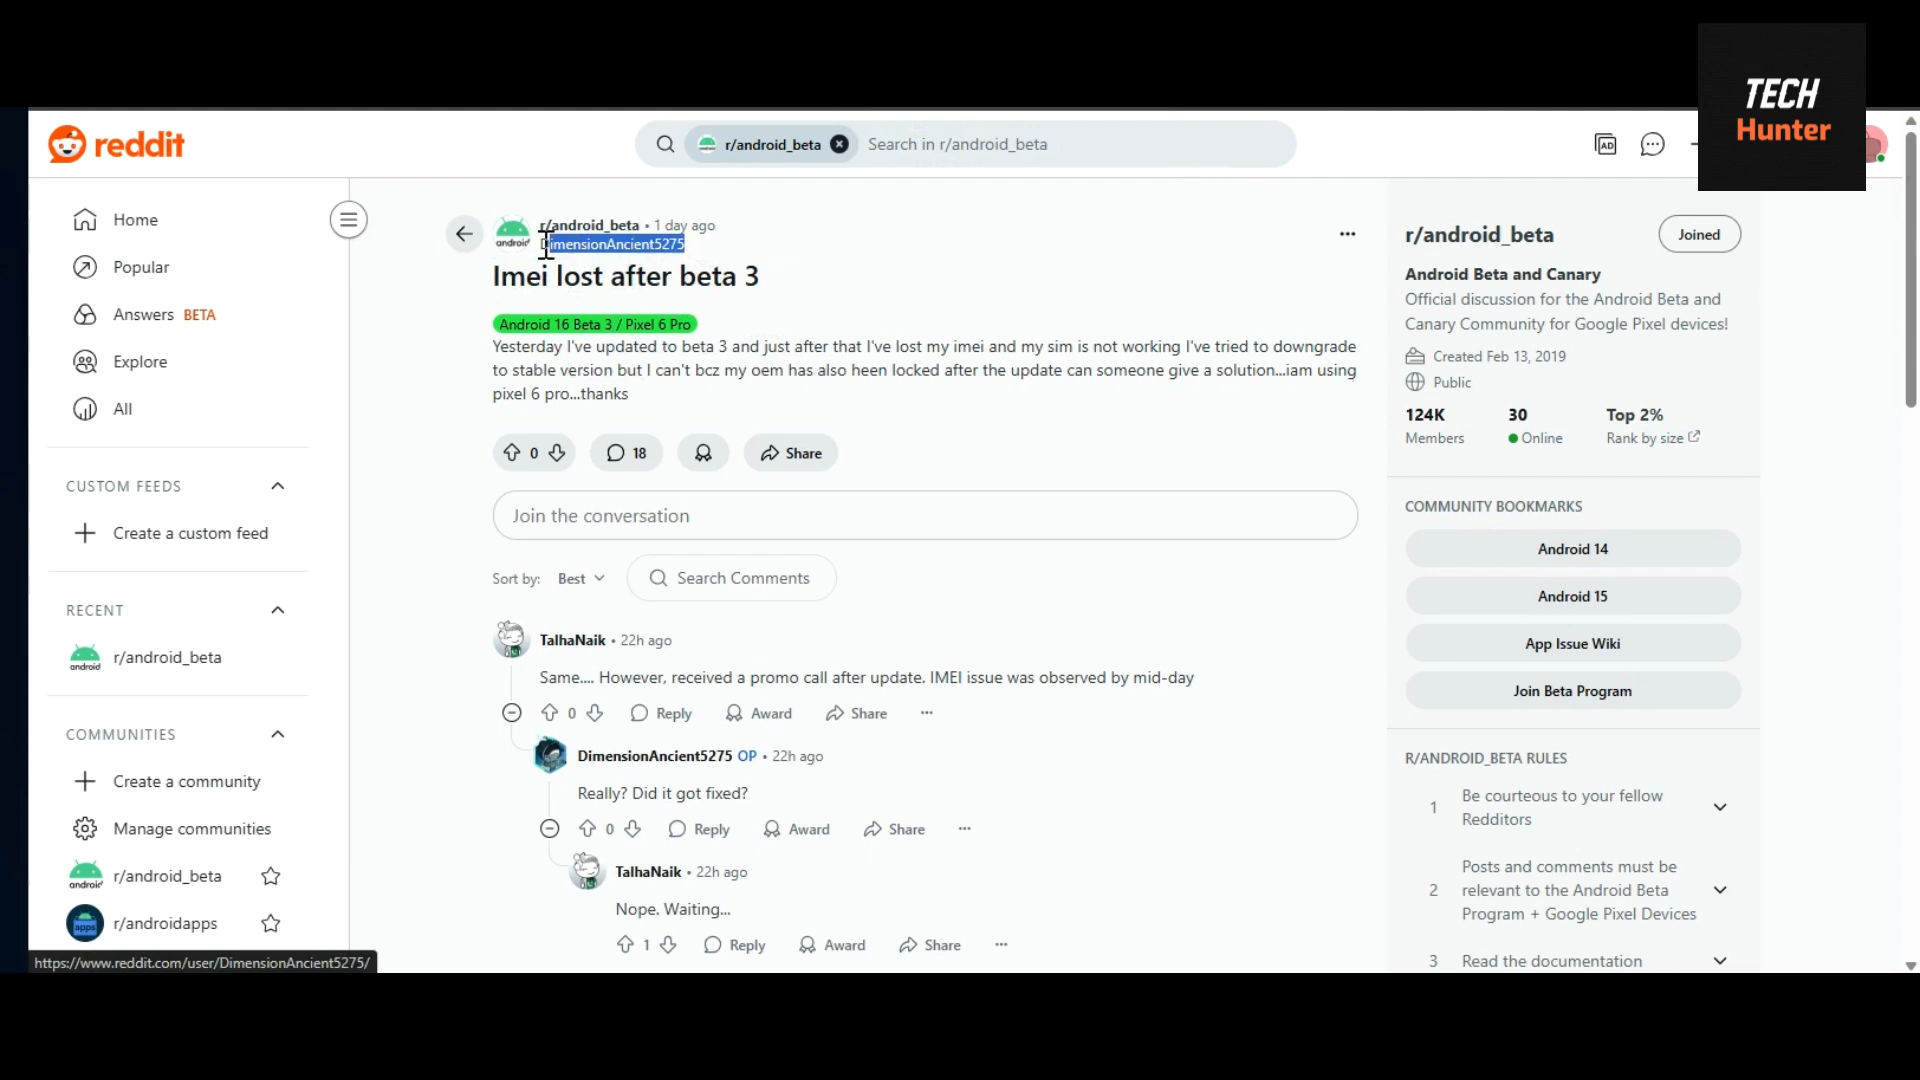 TECH
Hunter
reddit
r/android_beta
Search in r/android_beta
Home
Popular
Answers BETA
Explore
All
CUSTOM FEEDS
Create a custom feed
RECENT
android
r/android_beta
COMMUNITIES
Create a community
Manage communities
android
r/android_beta
apps
r/androidapps
https://www.reddit.com/user/DimensionAncient5275/
android
r/android_beta • 1 day ago
DimensionAncient5275
Imei lost after beta 3
Android 16 Beta 3 / Pixel 6 Pro
Yesterday I've updated to beta 3 and just after that I've lost my imei and my sim is not working I've tried to downgrade
to stable version but I can't bcz my oem has also heen locked after the update can someone give a solution...iam using
pixel 6 pro...thanks
0
18
Share
Join the conversation
Sort by: Best
Search Comments
TalhaNaik • 22h ago
Same.... However, received a promo call after update. IMEI issue was observed by mid-day
0 Reply Award Share
DimensionAncient5275 OP • 22h ago
Really? Did it got fixed?
0 Reply Award Share
TalhaNaik • 22h ago
Nope. Waiting...
1 Reply Award Share
AD
r/android_beta
Joined
Android Beta and Canary
Official discussion for the Android Beta and
Canary Community for Google Pixel devices!
Created Feb 13, 2019
Public
124K 30 Top 2%
Members Online Rank by size
COMMUNITY BOOKMARKS
Android 14
Android 15
App Issue Wiki
Join Beta Program
R/ANDROID_BETA RULES
1 Be courteous to your fellow
Redditors
2 Posts and comments must be
relevant to the Android Beta
Program + Google Pixel Devices
3 Read the documentation